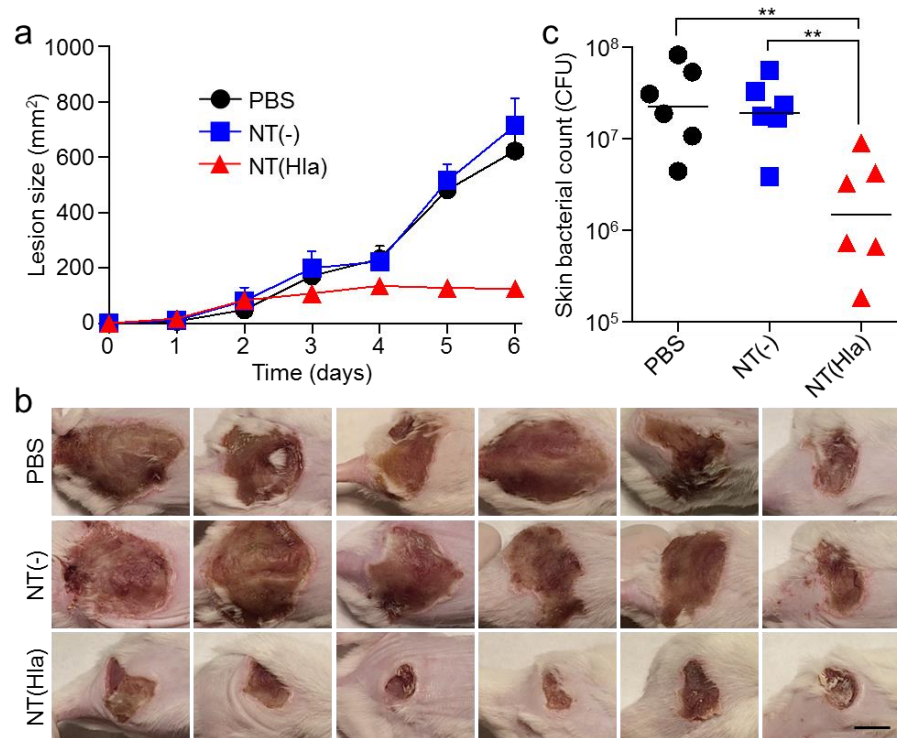 a
1000
800
600
400
200
0
Lesion size (mm²)
PBS
NT(-)
NT(Hla)
0 1 2 3 4 5 6
Time (days)
c
**
**
10⁸
10⁷
10⁶
10⁵
Skin bacterial count (CFU)
PBS
NT(-)
NT(Hla)
b
PBS
NT(-)
NT(Hla)